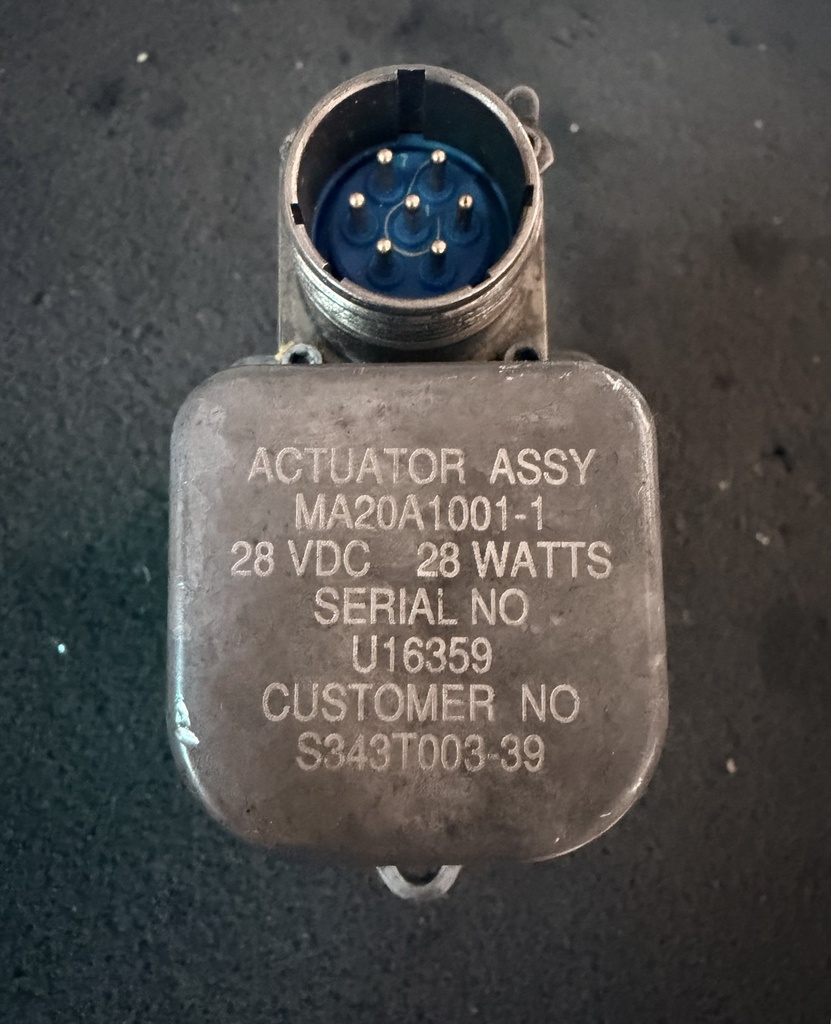 ACTUATOR ASSY
MA20A1001-1
28 VDC 28 WATTS
SERIAL NO
U16359
CUSTOMER NO
S343T003-39